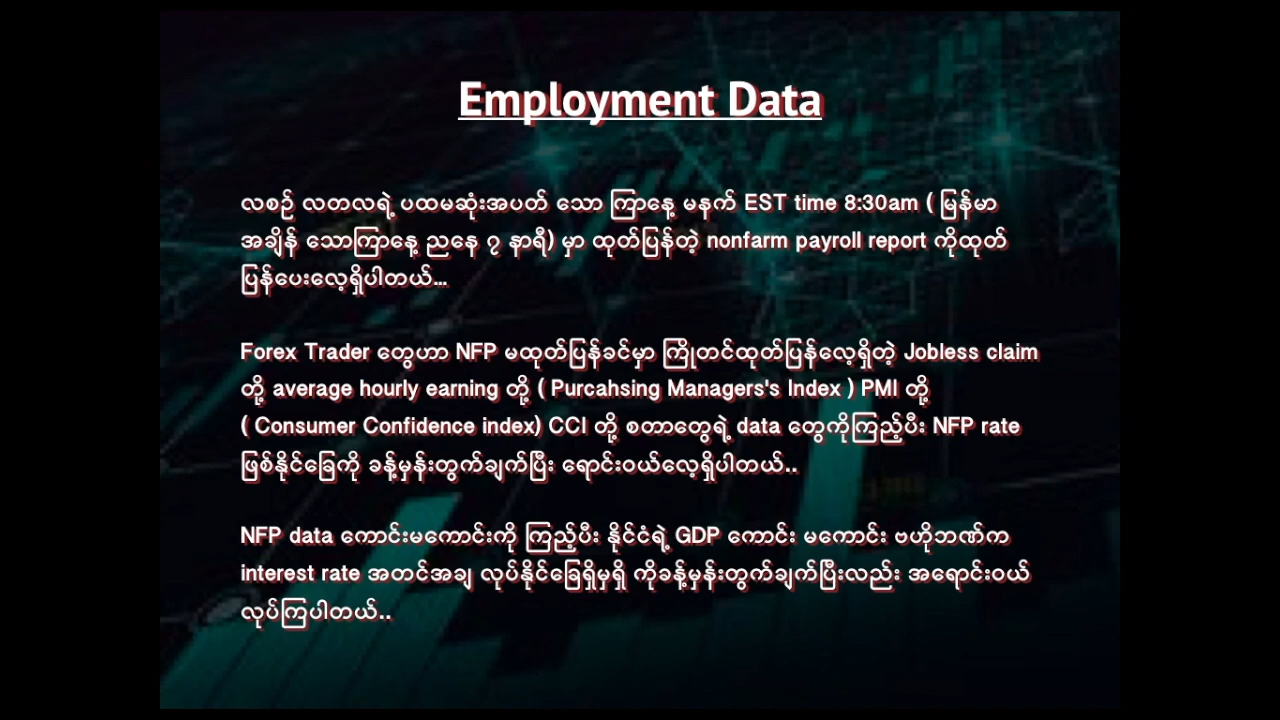 Employment Data
လစဉ် လတလရဲ့ ပထမဆုံးအပတ် သော ကြာနေ့ မနက် EST time 8:30am ( မြန်မာ
အချိန် သောကြာနေ့ ညနေ ၇ နာရီ) မှာ ထုတ်ပြန်တဲ့ nonfarm payroll report ကိုထုတ်
ပြန်ပေးလေ့ရှိပါတယ်...
Forex Trader တွေဟာ NFP မထုတ်ပြန်ခင်မှာ ကြိုတင်ထုတ်ပြန်လေ့ရှိတဲ့ Jobless claim
တို့ average hourly earning တို့ ( Purcahsing Managers's Index ) PMI တို့
( Consumer Confidence index) CCI တို့ စတာတွေရဲ့ data တွေကိုကြည့်ပီး NFP rate
ဖြစ်နိုင်ခြေကို ခန့်မှန်းတွက်ချက်ပြီး ရောင်းဝယ်လေ့ရှိပါတယ်..
NFP data ကောင်းမကောင်းကို ကြည့်ပီး နိုင်ငံရဲ့ GDP ကောင်း မကောင်း ဗဟိုဘဏ်က
interest rate အတင်အချ လုပ်နိုင်ခြေရှိမှရှိ ကိုခန့်မှန်းတွက်ချက်ပြီးလည်း အရောင်းဝယ်
လုပ်ကြပါတယ်..